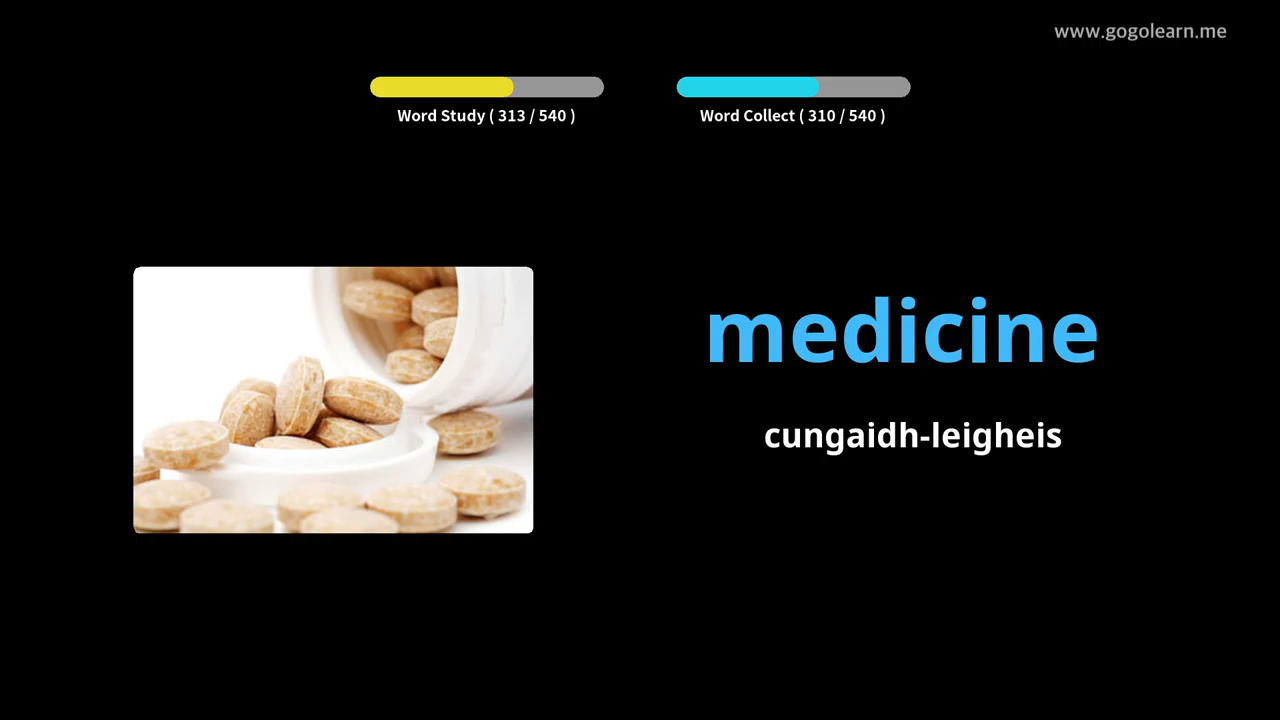 www.gogolearn.me
Word Study ( 313 / 540 )
Word Collect ( 310 / 540 )
medicine
cungaidh-leigheis